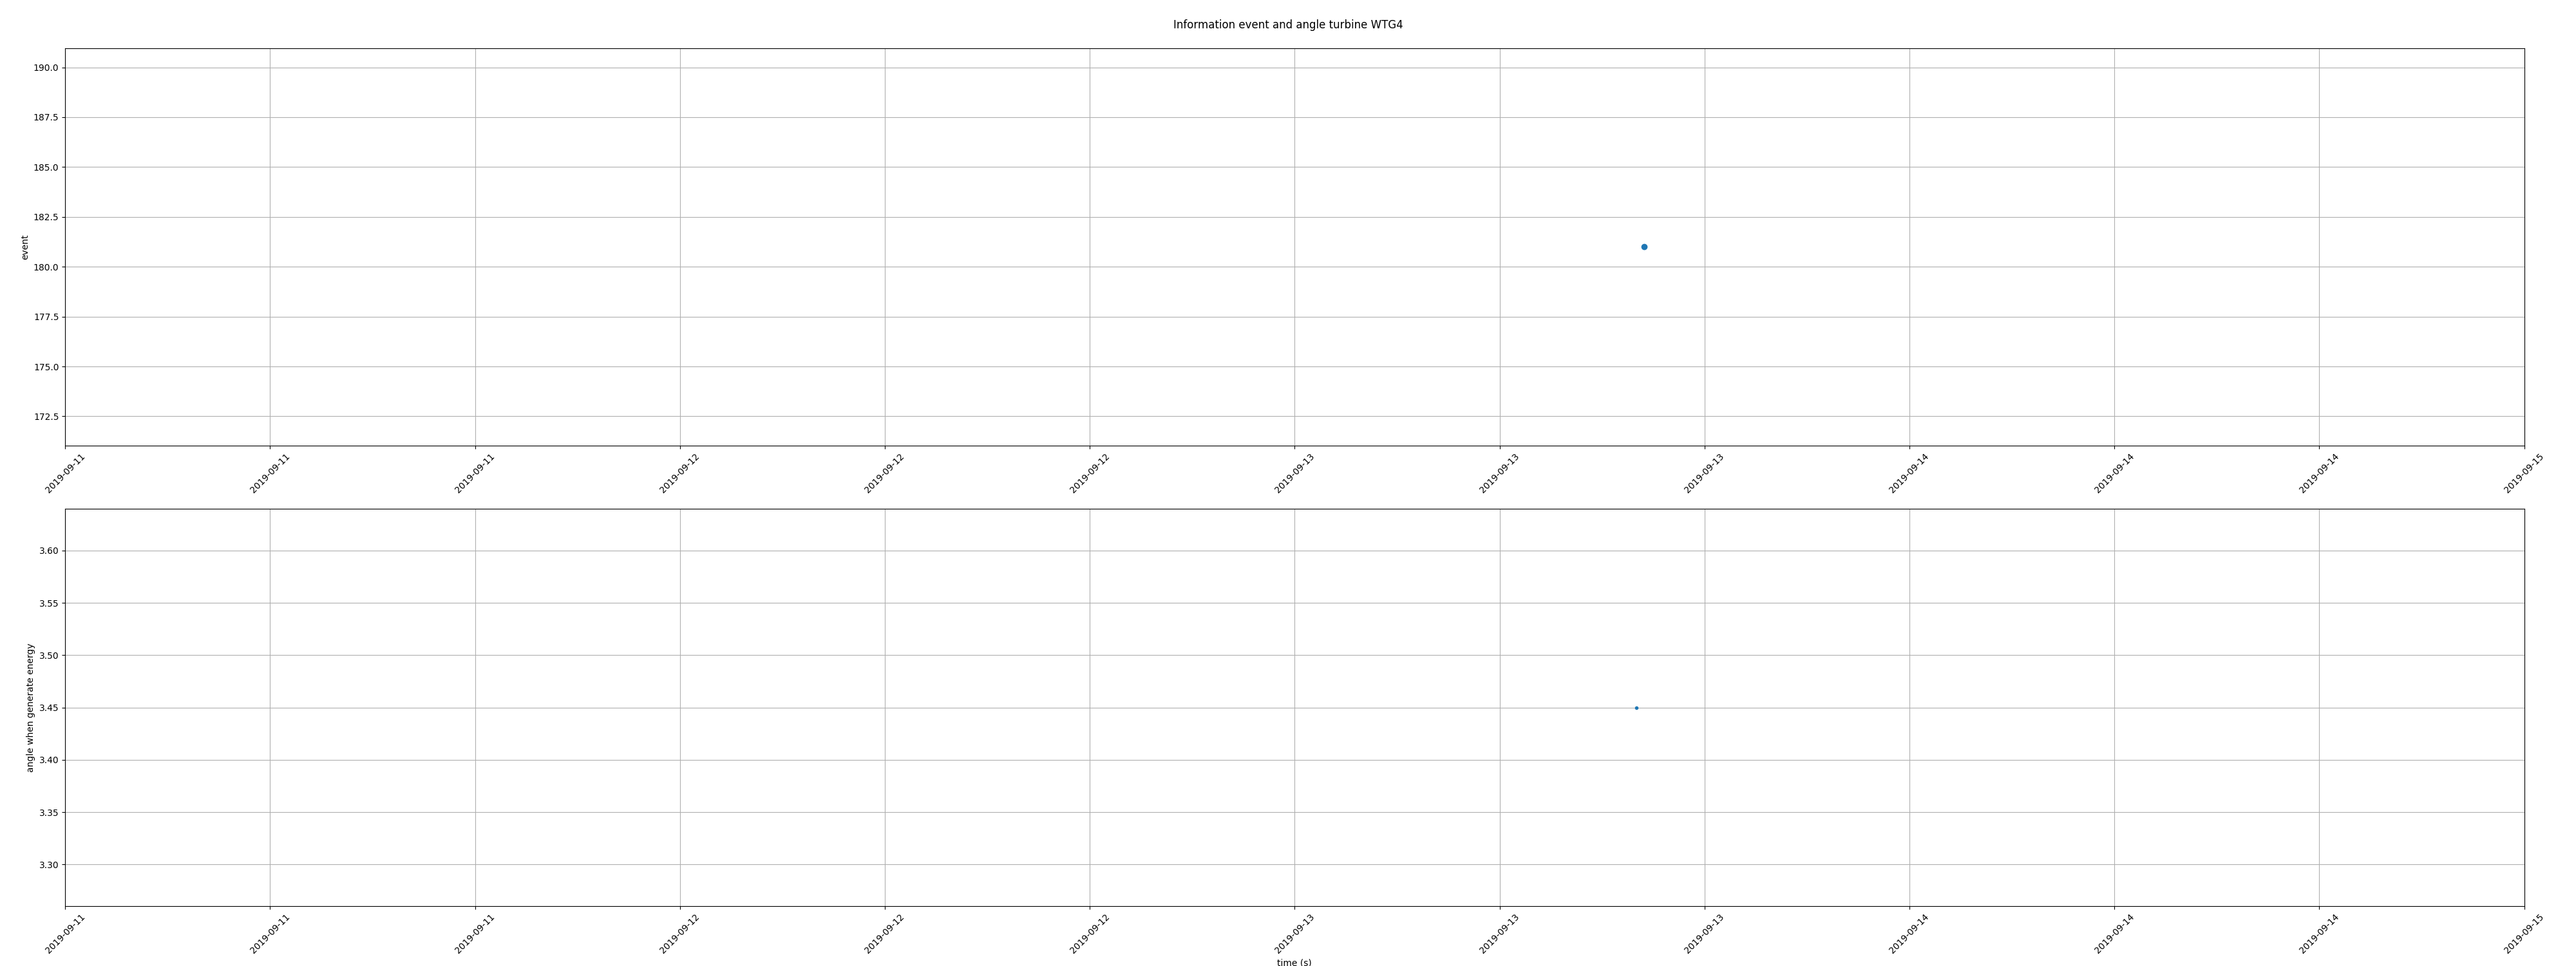 Information event and angle turbine WTG4
190.0
187.5
185.0
182.5
180.0
177.5
175.0
172.5
event
2019-09-11 2019-09-11 2019-09-11 2019-09-12 2019-09-12 2019-09-12 2019-09-13 2019-09-13 2019-09-13 2019-09-14 2019-09-14 2019-09-14 2019-09-15
3.60
3.55
3.50
3.45
3.40
3.35
3.30
angle when generate energy
2019-09-11 2019-09-11 2019-09-11 2019-09-12 2019-09-12 2019-09-12 2019-09-13 2019-09-13 2019-09-13 2019-09-14 2019-09-14 2019-09-14 2019-09-15
time (s)